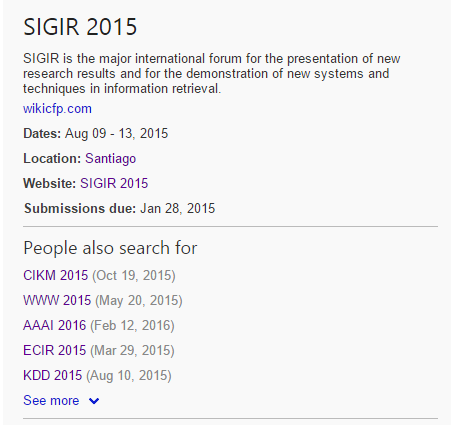 SIGIR 2015
SIGIR is the major international forum for the presentation of new
research results and for the demonstration of new systems and
techniques in information retrieval.
wikicfp.com
Dates: Aug 09 - 13, 2015
Location: Santiago
Website: SIGIR 2015
Submissions due: Jan 28, 2015
People also search for
CIKM 2015 (Oct 19, 2015)
WWW 2015 (May 20, 2015)
AAAI 2016 (Feb 12, 2016)
ECIR 2015 (Mar 29, 2015)
KDD 2015 (Aug 10, 2015)
See more